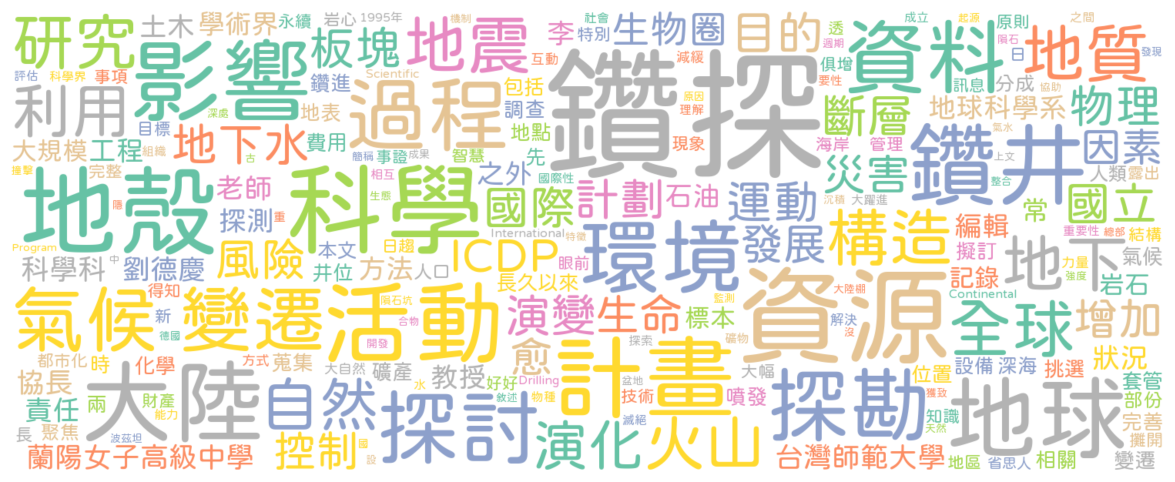 研究
土木
學術界
永續
岩心
1995年
機制
社會
成立
起源
原則
之間
影響
板塊
地震
李
特別
生物圈
目的
透
週期
資料
隕石
日
地質
發現
評估
科學界
事項
鑽進
Scientific
互動
減緩
俱增
訊息
分成
協助
利用
深處
地表
過程
包括
調查
鑽探
原因
理解
要性
斷層
地球科學系
物理
目標
地下水
費用
地點
現象
海岸
管理
氣水
鑽井
因素
大規模
工程
組織
簡稱
事證
成果
智慧
先
災害
上文
撞擊
完整
古
相互
國際性
之外
人類
露出
地殼
隱
老師
科學
生態
國際
計劃
石油
運動
沉積
大躍進
整合
常
國立
探測
重
International
特徵
環境
發展
構造
編輯
重要性
總部
結構
Program
中
本文
日趨
ICDP
擬訂
地下
氣候
科學科
劉德慶
風險
井位
方法
人口
眼前
記錄
力量
強度
岩石
得知
長久以來
大陸棚
Continental
氣候
變遷
活動
新
德國
隕石坑
合物
演變
生命
標本
監測
資源
解決
沒
全球
增加
開發
愈
探索
礦物
計畫
都市化
時
化學
方式
蒐集
大自然
礦產
教授
好好
Drilling
大幅
設備
深海
挑選
狀況
協長
大陸
自然
探討
水
敘述
物種
盆地
技術
噴發
探勘
位置
獲致
地球
套管
部份
責任
兩
財產
能力
滅絕
知識
天然
完善
長
聚焦
波茲坦
控制
國
設
演化
火山
攤開
蘭陽女子高級中學
台灣師範大學
地區
省思人
相關
變遷